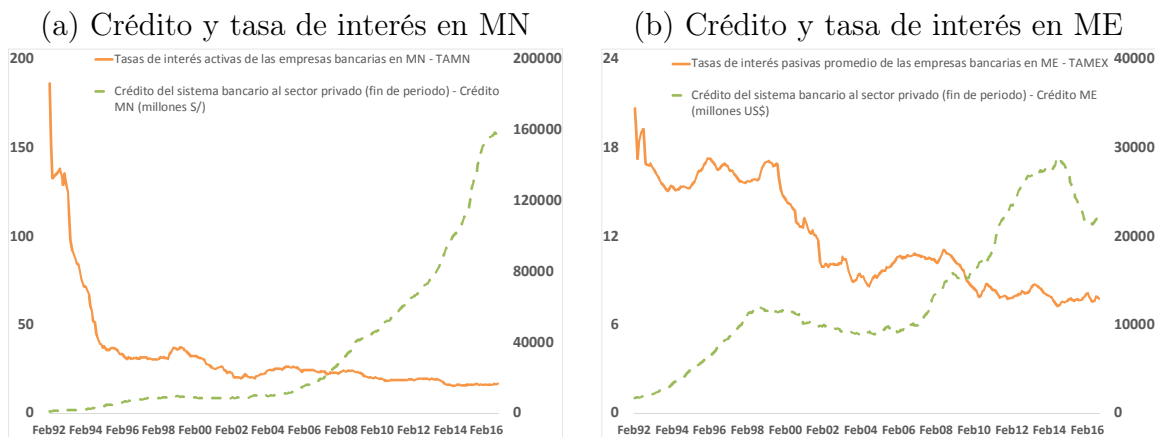 (a) Crédito y tasa de interés en MN
200
150
100
50
0
200000
160000
120000
80000
40000
0
Tasas de interés activas de las empresas bancarias en MN - TAMN
Crédito del sistema bancario al sector privado (fin de periodo) - Crédito
MN (millones S/)
Feb92 Feb94 Feb96 Feb98 Feb00 Feb02 Feb04 Feb06 Feb08 Feb10 Feb12 Feb14 Feb16
(b) Crédito y tasa de interés en ME
24
18
12
6
0
40000
30000
20000
10000
0
Tasas de interés pasivas promedio de las empresas bancarias en ME - TAMEX
Crédito del sistema bancario al sector privado (fin de periodo) - Crédito ME
(millones US$)
Feb92 Feb94 Feb96 Feb98 Feb00 Feb02 Feb04 Feb06 Feb08 Feb10 Feb12 Feb14 Feb16